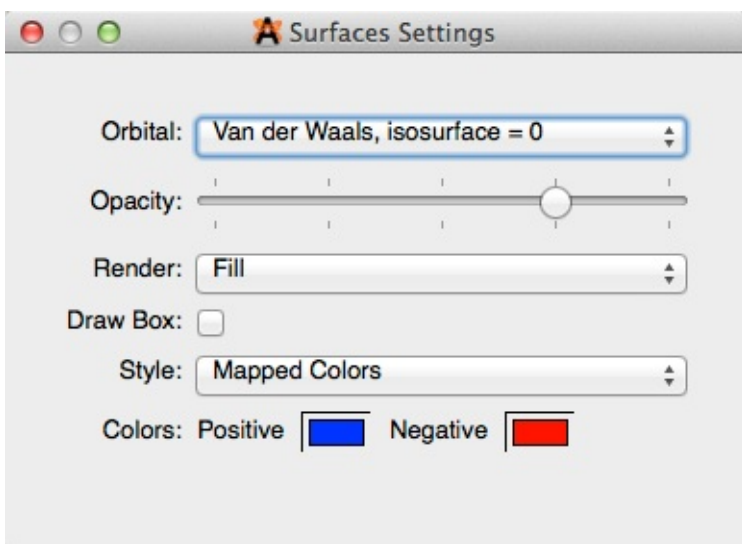 Surfaces Settings
Orbital: Van der Waals, isosurface = 0
Opacity:
Render: Fill
Draw Box:
Style: Mapped Colors
Colors: Positive Negative